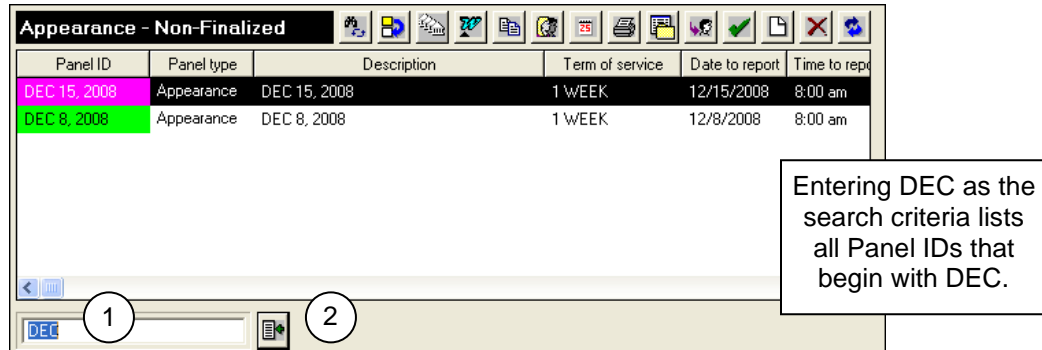 Appearance - Non-Finalized
25
Panel ID Panel type Description Term of service Date to report Time to repo
DEC 15, 2008 Appearance DEC 15, 2008 1 WEEK 12/15/2008 8:00 am
DEC 8, 2008 Appearance DEC 8, 2008 1 WEEK 12/8/2008 8:00 am
Entering DEC as the
search criteria lists
all Panel IDs that
begin with DEC.
1 2
DEC